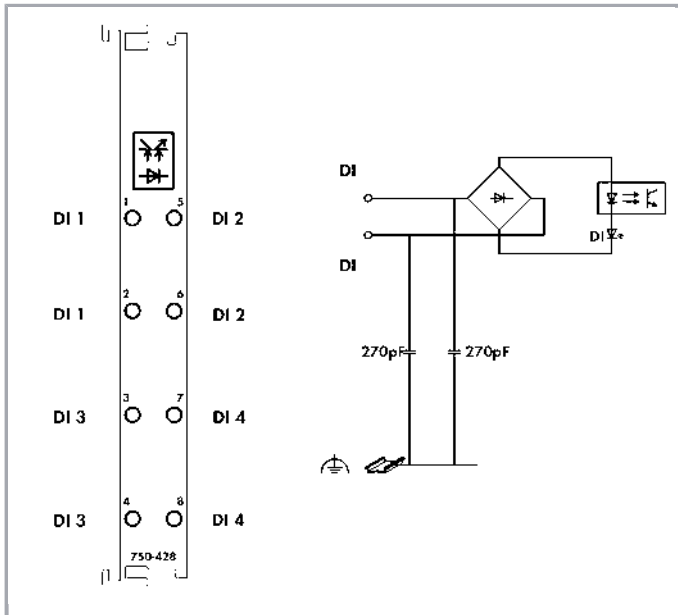 1 5
DI 1 DI 2
2 6
DI 1 DI 2
3 7
DI 3 DI 4
4 8
DI 3 DI 4
750-428
DI
DI
DI
270pF 270pF